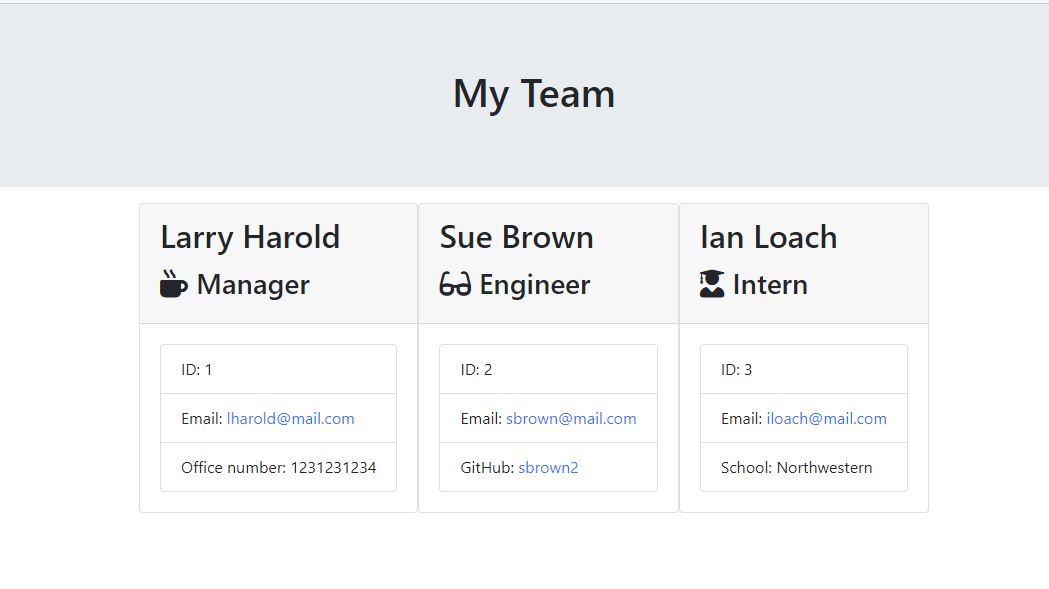 My Team
Larry Harold
Manager
ID: 1
Email: lharold@mail.com
Office number: 1231231234
Sue Brown
Engineer
ID: 2
Email: sbrown@mail.com
GitHub: sbrown2
Ian Loach
Intern
ID: 3
Email: iloach@mail.com
School: Northwestern